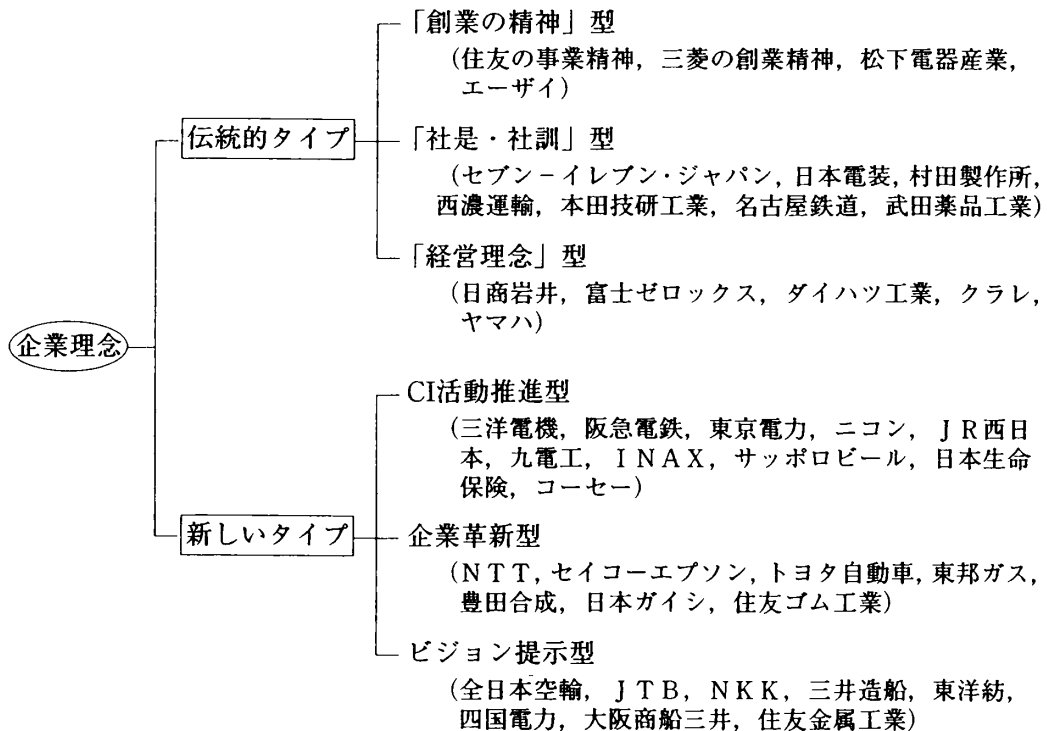 企業理念
伝統的タイプ
「創業の精神」型
(住友の事業精神，三菱の創業精神，松下電器産業，
エーザイ)
「社是・社訓」型
(セブン－イレブン・ジャパン，日本電装，村田製作所，
西濃運輸，本田技研工業，名古屋鉄道，武田薬品工業)
「経営理念」型
(日商岩井，富士ゼロックス，ダイハツ工業，クラレ，
ヤマハ)
新しいタイプ
CI活動推進型
(三洋電機，阪急電鉄，東京電力，ニコン，ＪＲ西日
本，九電工，ＩＮＡＸ，サッポロビール，日本生命
保険，コーセー)
企業革新型
(ＮＴＴ，セイコーエプソン，トヨタ自動車，東邦ガス，
豊田合成，日本ガイシ，住友ゴム工業)
ビジョン提示型
(全日本空輸，ＪＴＢ，ＮＫＫ，三井造船，東洋紡，
四国電力，大阪商船三井，住友金属工業)